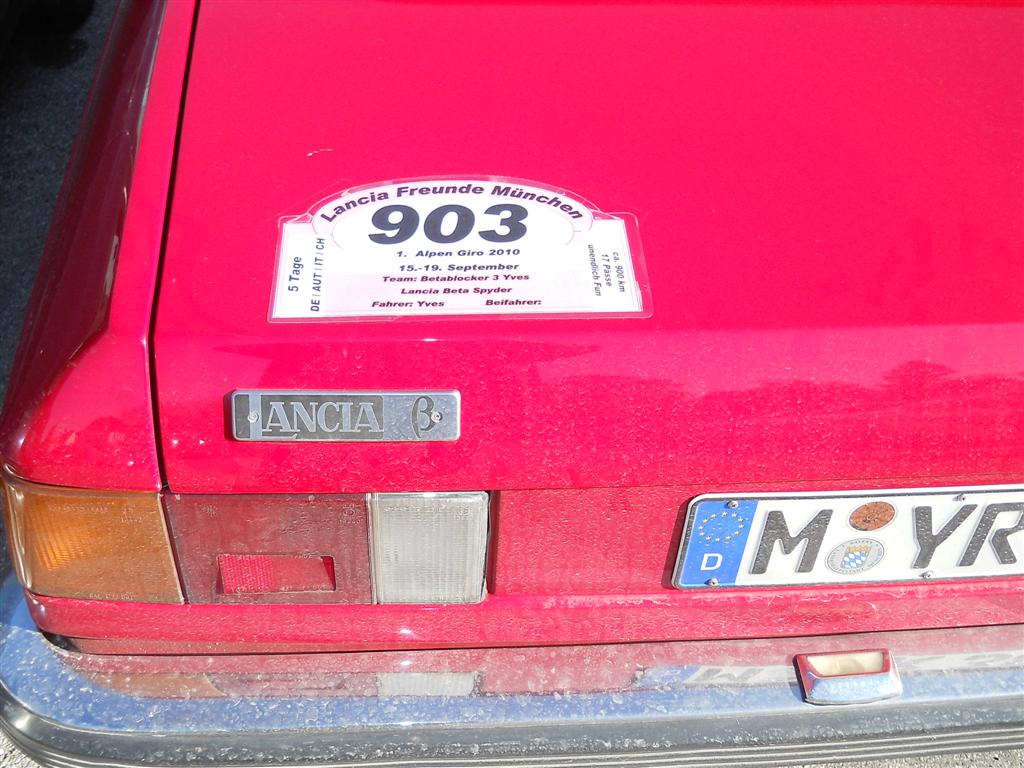 Lancia Freunde München
903
1. Alpen Giro 2010
15.-19. September
Team: Betablocker 3 Yves
Lancia Beta Spyder
Fahrer: Yves Beifahrer:
5 Tage
DE | AUT | IT | CH
ca. 900 km
17 Pässe
unendlich Fun
LANCIA β
D M YR